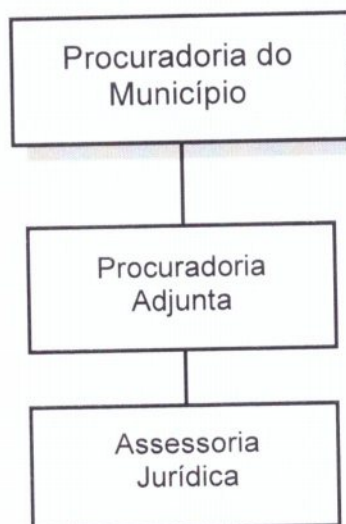 Procuradoria do
Município
Procuradoria
Adjunta
Assessoria
Jurídica